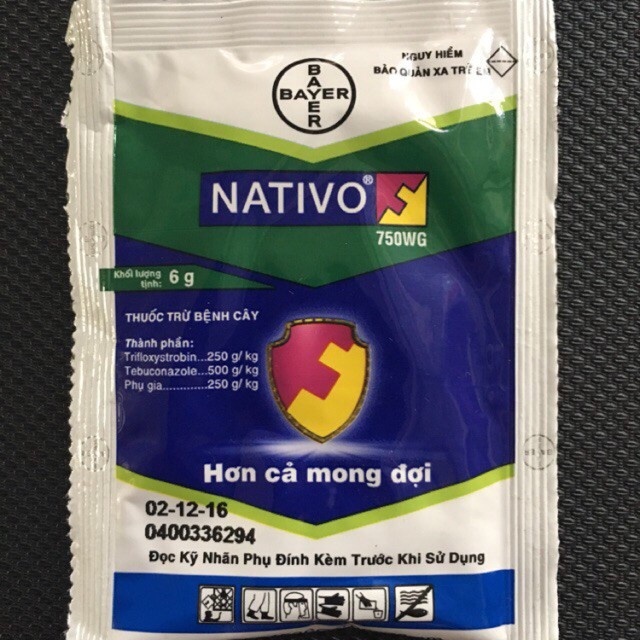 NGUY HIỂM
BẢO QUẢN XA TRẺ EM
BAYER
BAYER
NATIVO®
750WG
Khối lượng tịnh: 6 g
THUỐC TRỪ BỆNH CÂY
Thành phần:
Trifloxystrobin...250 g/kg
Tebuconazole...500 g/kg
Phụ gia............250 g/kg
Hơn cả mong đợi
02-12-16
0400336294
Đọc Kỹ Nhãn Phụ Đính Kèm Trước Khi Sử Dụng